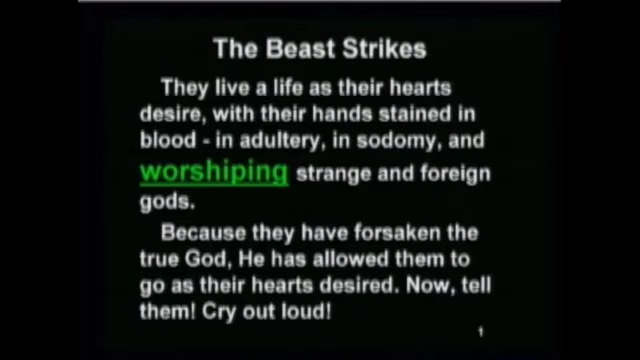 The Beast Strikes
They live a life as their hearts
desire, with their hands stained in
blood - in adultery, in sodomy, and
worshiping strange and foreign
gods.
Because they have forsaken the
true God, He has allowed them to
go as their hearts desired. Now, tell
them! Cry out loud!
1